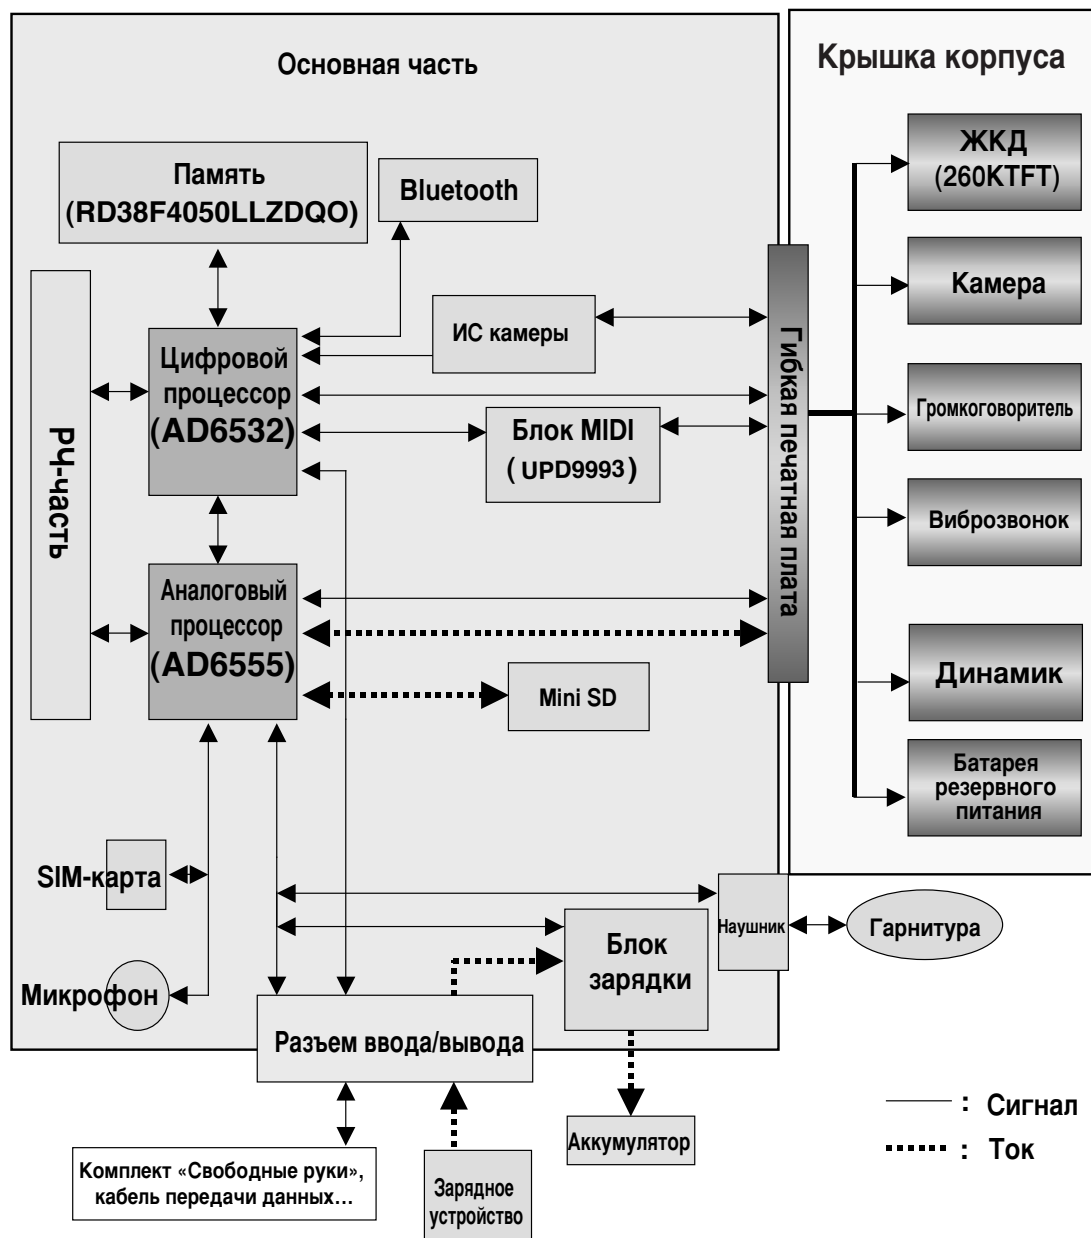 Основная часть
Крышка корпуса
Память
(RD38F4050LLZDQO)
Bluetooth
ЖКД
(260KTFT)
Камера
ИС камеры
Цифровой
процессор
(AD6532)
Блок MIDI
(UPD9993)
Гибкая печатная плата
Громкоговоритель
РЧ-часть
Виброзвонок
Аналоговый
процессор
(AD6555)
Mini SD
Динамик
Батарея
резервного
питания
SIM-карта
Наушник
Гарнитура
Блок
зарядки
Микрофон
Разъем ввода/вывода
Аккумулятор
: Сигнал
: Ток
Комплект «Свободные руки»,
кабель передачи данных...
Зарядное
устройство